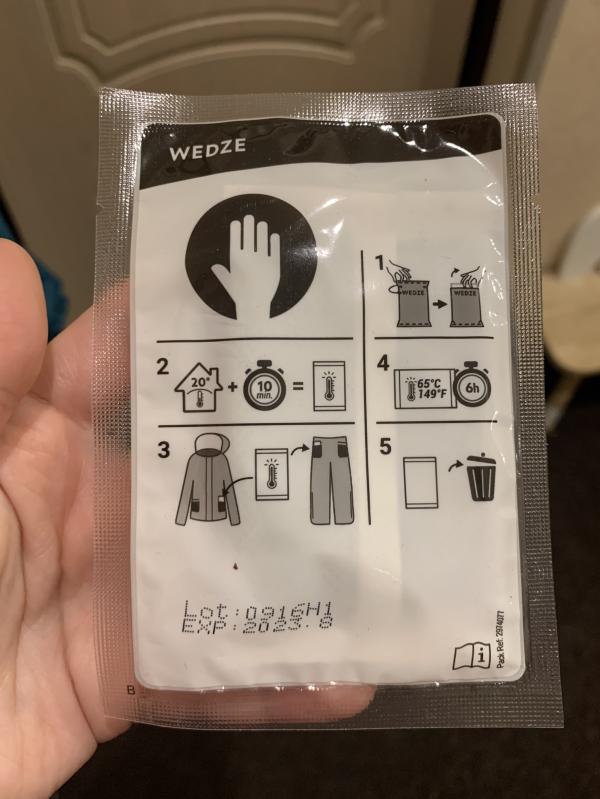 WEDZE
1
WEDZE
WEDZE
2
20°
+
10
min.
=
3
4
65°C
149°F
6h
5
Lot:0916H1
EXP:2023.8
B
i
Pack Ref: 2974077